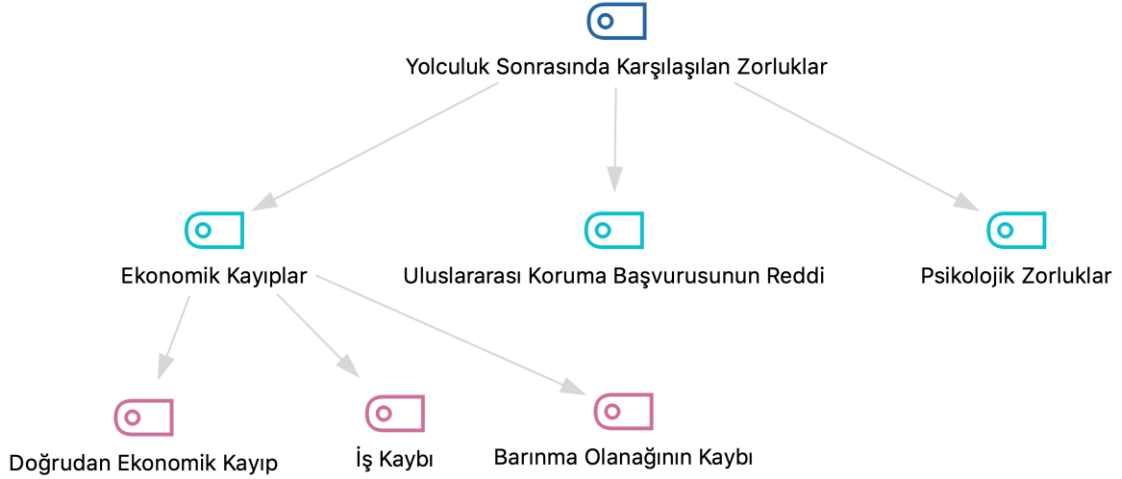 Yolculuk Sonrasında Karşılaşılan Zorluklar
Ekonomik Kayıplar
Uluslararası Koruma Başvurusunun Reddi
Psikolojik Zorluklar
Doğrudan Ekonomik Kayıp
İş Kaybı
Barınma Olanağının Kaybı